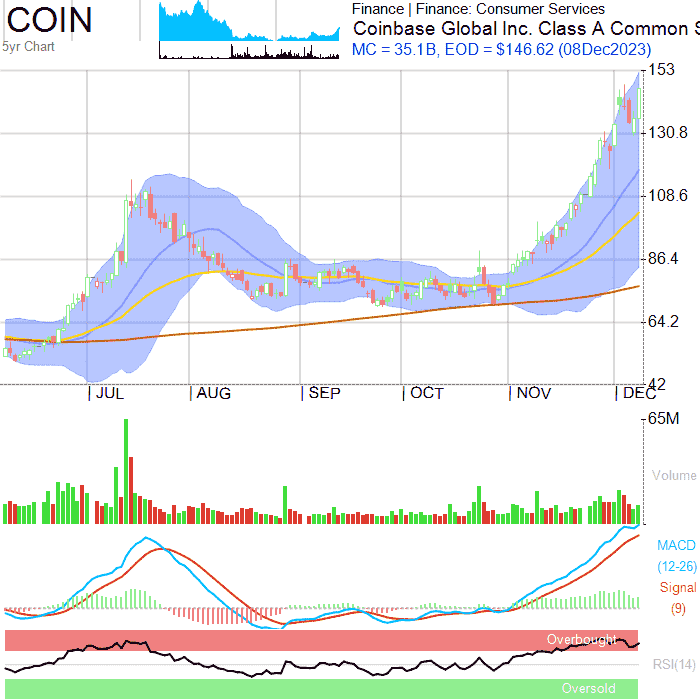 COIN
5yr Chart
Finance | Finance: Consumer Services
Coinbase Global Inc. Class A Common S
MC = 35.1B, EOD = $146.62 (08Dec2023)
153
130.8
108.6
86.4
64.2
42
JUL AUG SEP OCT NOV DEC
65M
Volume
MACD
(12-26)
Signal
(9)
Overbought
RSI(14)
Oversold